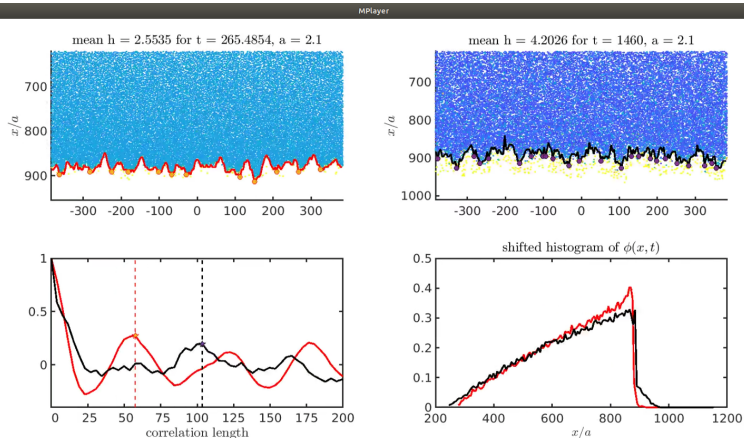 MPlayer
mean h = 2.5535 for t = 265.4854, a = 2.1
x/a
700
800
900
-300 -200 -100 -300 0 100 200 300
mean h = 4.2026 for t = 1460, a = 2.1
x/a
700
800
900
1000
-300 -200 -100 0 100 200 300
1
0.5
0
0 25 50 75 100 125 150 175 200
correlation length
shifted histogram of ϕ(x, t)
0.5
0.4
0.3
0.2
0.1
0
200 400 600 800 1000 1200
x/a